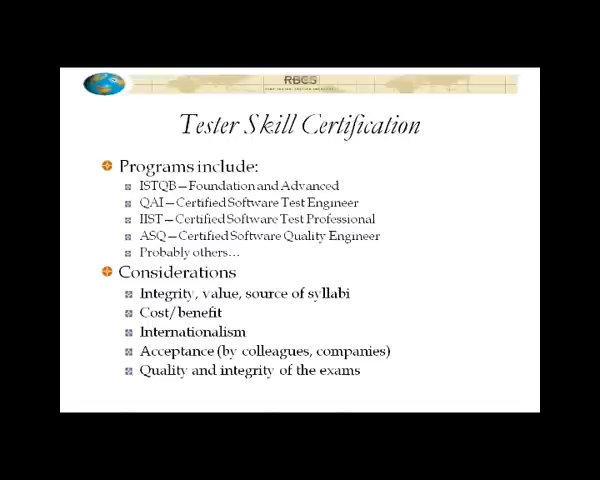 RBCS
Tester Skill Certification
Programs include:
ISTQB—Foundation and Advanced
QAI—Certified Software Test Engineer
IIST—Certified Software Test Professional
ASQ—Certified Software Quality Engineer
Probably others…
Considerations
Integrity, value, source of syllabi
Cost/benefit
Internationalism
Acceptance (by colleagues, companies)
Quality and integrity of the exams